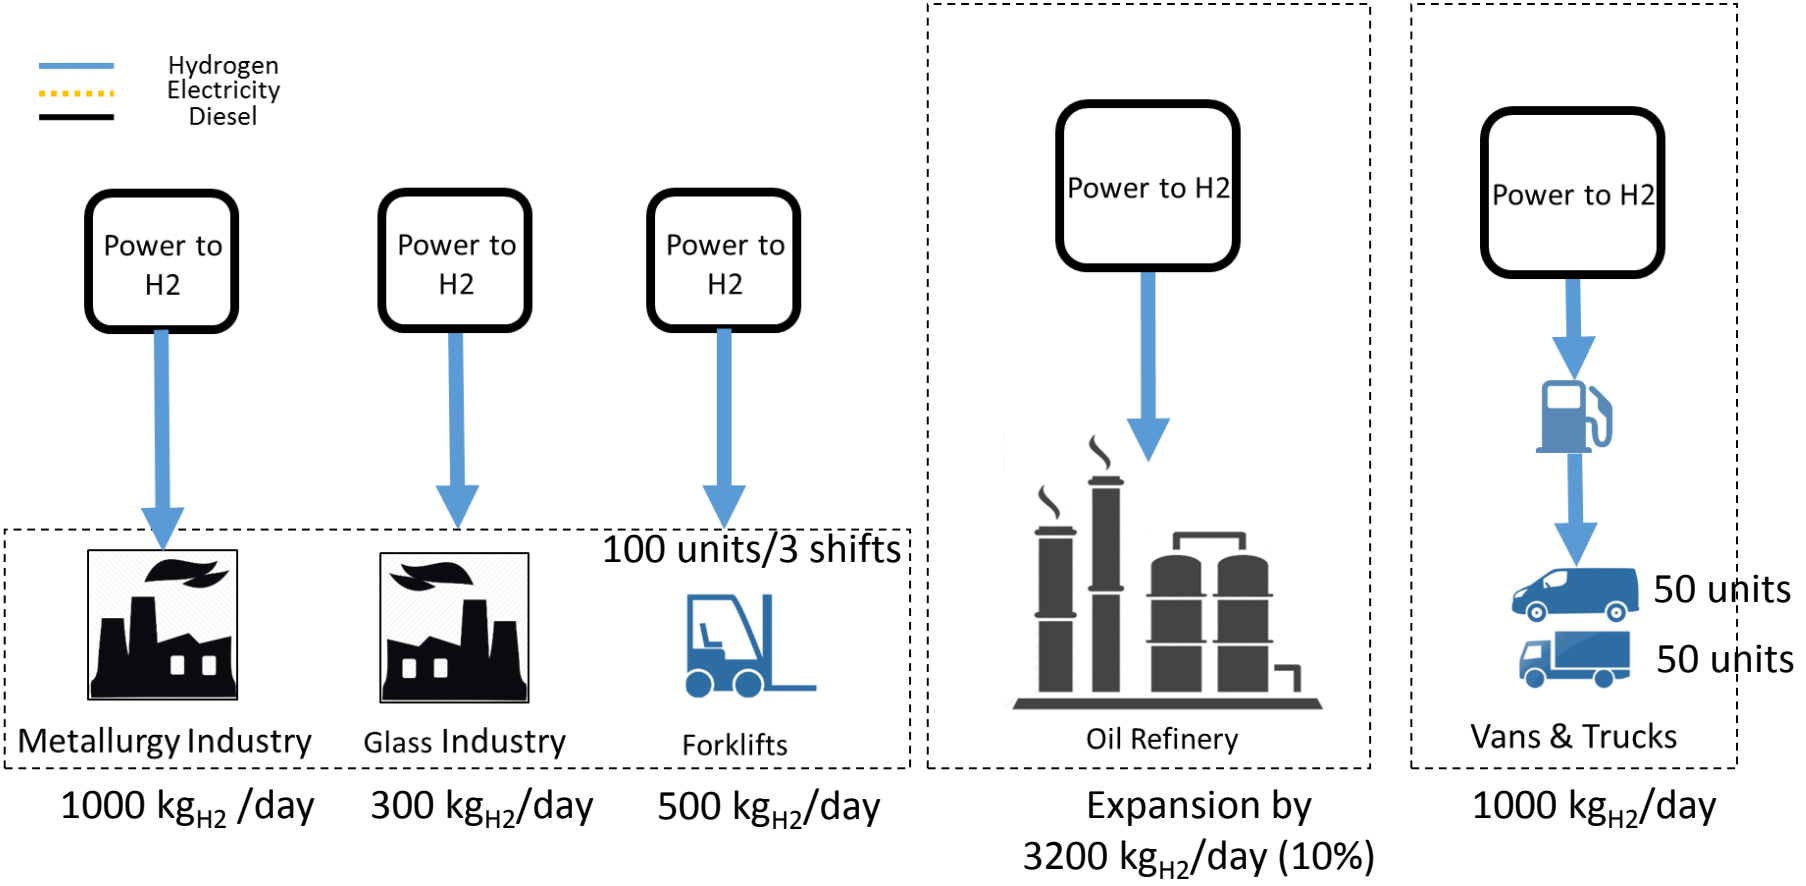 Hydrogen
Electricity
Diesel
Power to
H2
Power to
H2
Power to
H2
Power to H2
Power to H2
100 units/3 shifts
50 units
50 units
Metallurgy Industry
Glass Industry
Forklifts
Oil Refinery
Vans & Trucks
1000 kgH2 /day
300 kgH2/day
500 kgH2/day
Expansion by
3200 kgH2/day (10%)
1000 kgH2/day